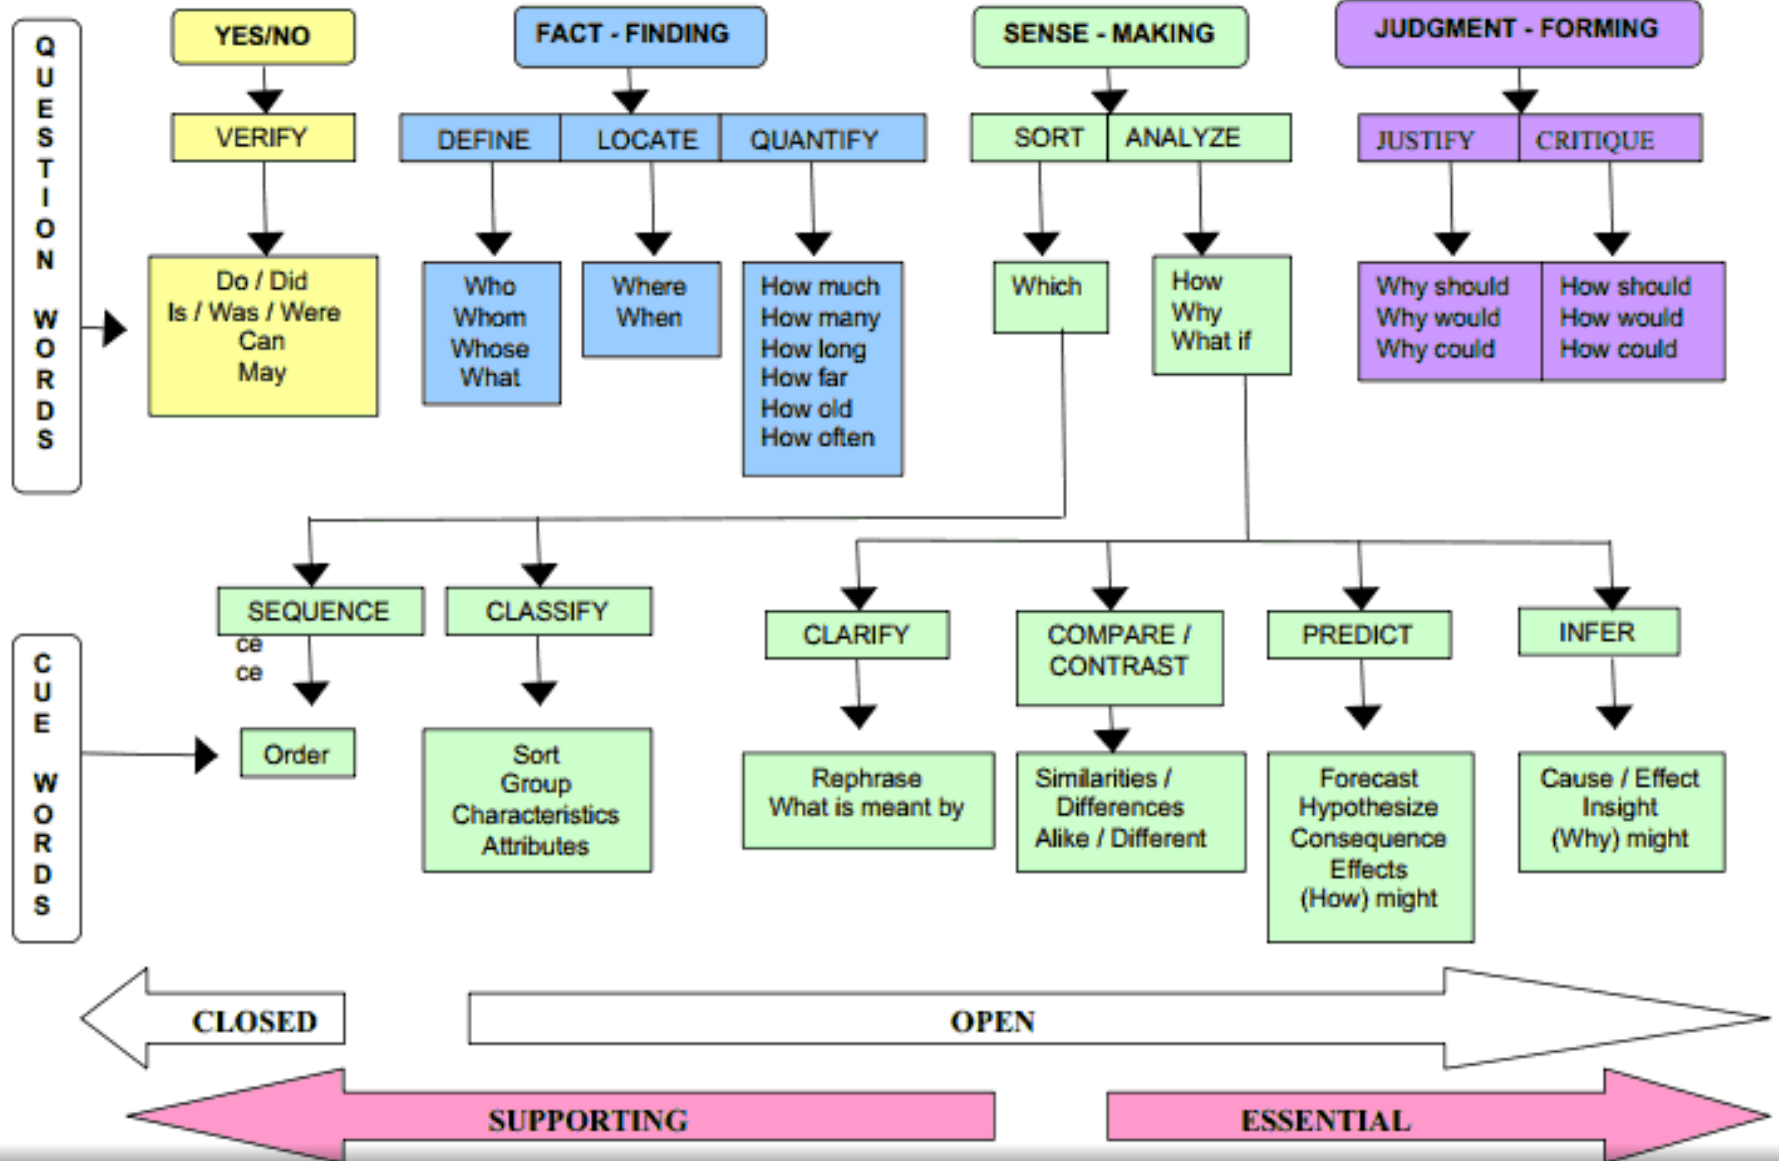 QUESTION WORDS
YES/NO
FACT - FINDING
SENSE - MAKING
JUDGMENT - FORMING
VERIFY
DEFINE
LOCATE
QUANTIFY
SORT
ANALYZE
JUSTIFY
CRITIQUE
Do / Did
Is / Was / Were
Can
May
Who
Whom
Whose
What
Where
When
How much
How many
How long
How far
How old
How often
Which
How
Why
What if
Why should
Why would
Why could
How should
How would
How could
CUE WORDS
SEQUENCE
ce
ce
CLASSIFY
CLARIFY
COMPARE /
CONTRAST
PREDICT
INFER
Order
Sort
Group
Characteristics
Attributes
Rephrase
What is meant by
Similarities /
Differences
Alike / Different
Forecast
Hypothesize
Consequence
Effects
(How) might
Cause / Effect
Insight
(Why) might
CLOSED
OPEN
SUPPORTING
ESSENTIAL